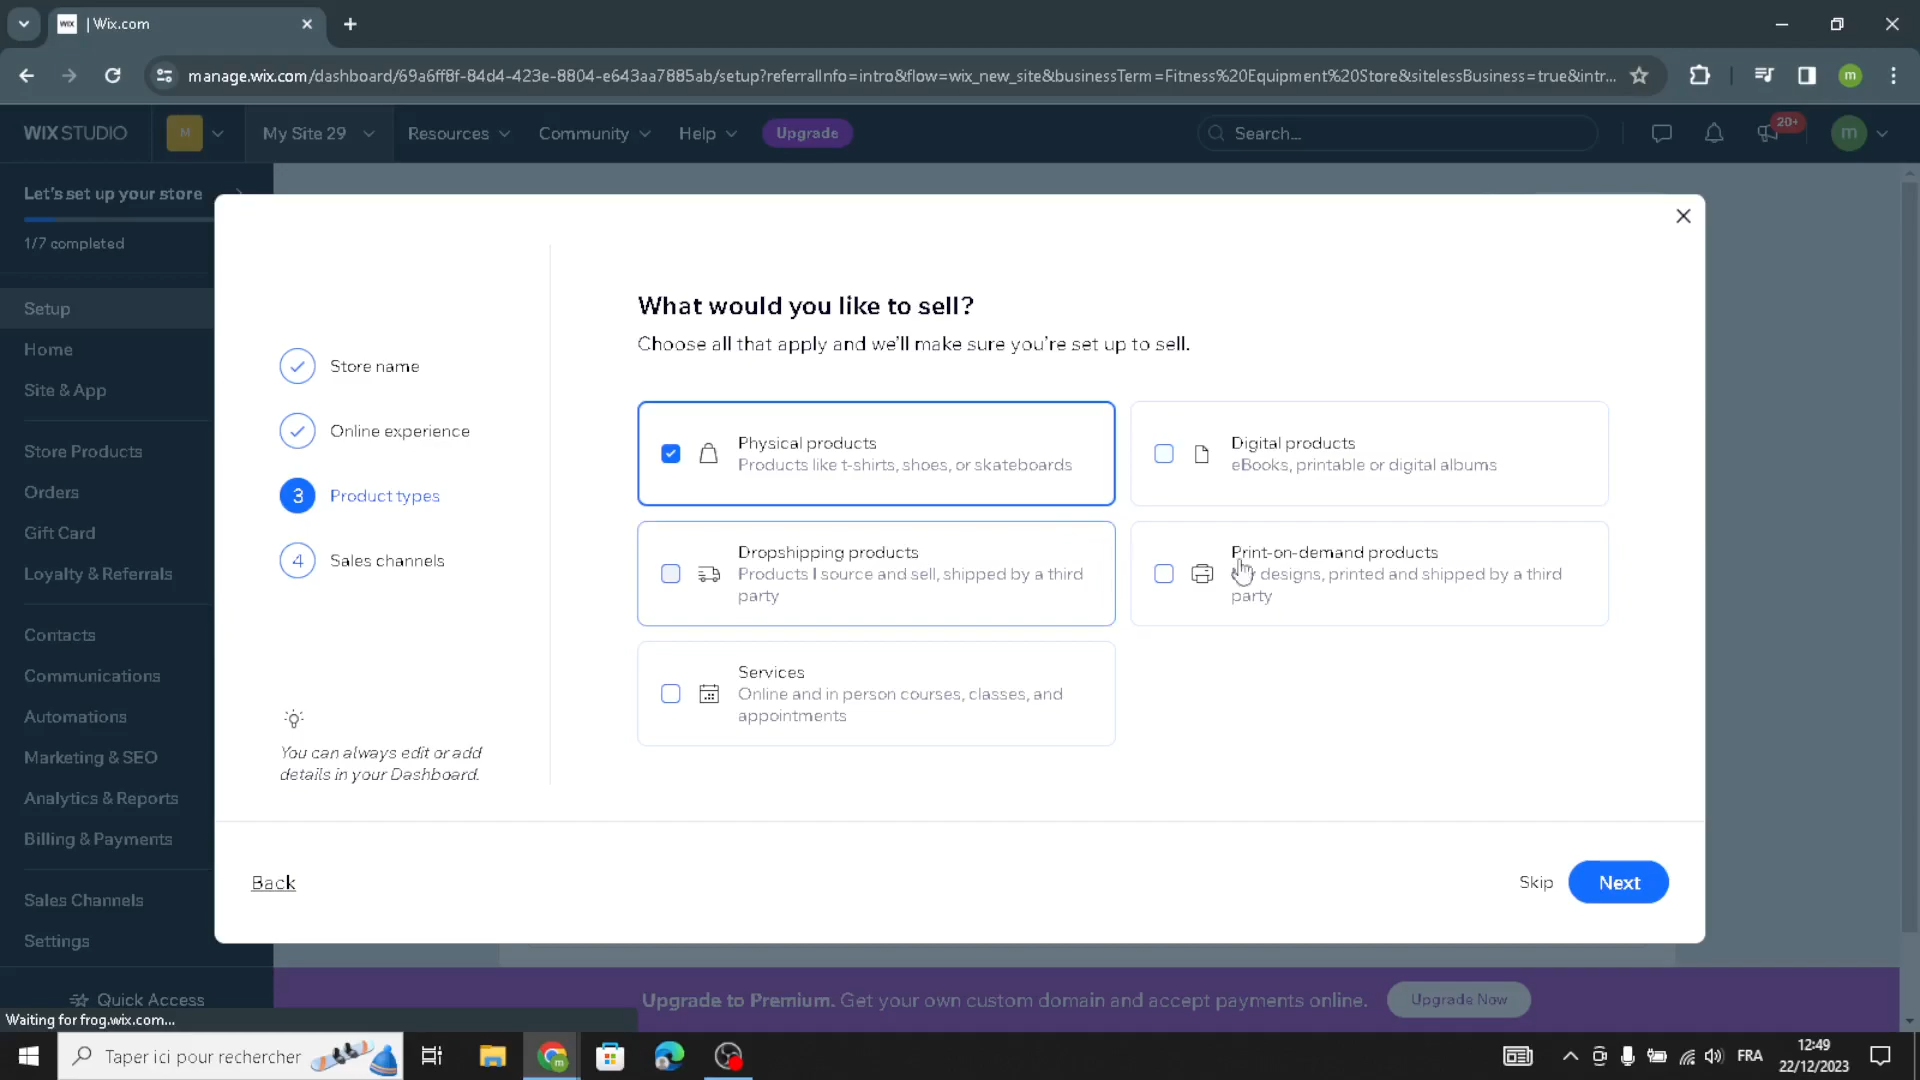 WIX | Wix.com
manage.wix.com/dashboard/69a6ff8f-84d4-423e-8804-e643aa7885ab/setup?referralInfo=intro&flow=wix_new_site&businessTerm=Fitness%20Equipment%20Store&sitelessBusiness=true&intr...
m
WIX STUDIO
M
My Site 29
Resources
Community
Help
Upgrade
Search...
20+
m
Let's set up your store
1/7 completed
Setup
Home
Site & App
Store Products
Orders
Gift Card
Loyalty & Referrals
Contacts
Communications
Automations
Marketing & SEO
Analytics & Reports
Billing & Payments
Sales Channels
Settings
Quick Access
Store name
Online experience
3 Product types
4 Sales channels
You can always edit or add
details in your Dashboard.
What would you like to sell?
Choose all that apply and we'll make sure you're set up to sell.
Physical products
Products like t-shirts, shoes, or skateboards
Digital products
eBooks, printable or digital albums
Dropshipping products
Products I source and sell, shipped by a third
party
Print-on-demand products
designs, printed and shipped by a third
party
Services
Online and in person courses, classes, and
appointments
Back
Skip
Next
Upgrade to Premium. Get your own custom domain and accept payments online.
Upgrade Now
Waiting for frog.wix.com...
Taper ici pour rechercher
m
FRA
12:49
22/12/2023